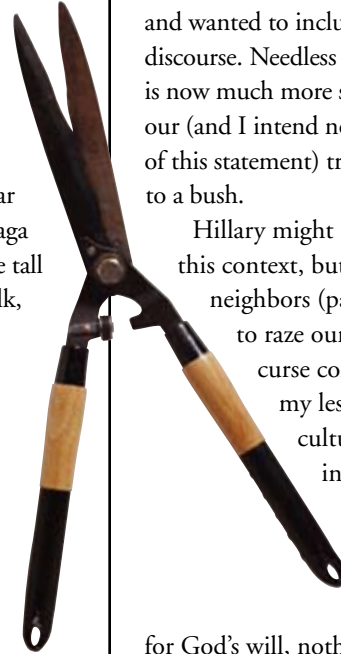 ar
aga
e tall
lk,
and wanted to inclu
discourse. Needless
is now much more s
our (and I intend no
of this statement) tr
to a bush.
Hillary might
this context, but
neighbors (pa
to raze our
curse co
my les
cultu
in
for God's will, noth